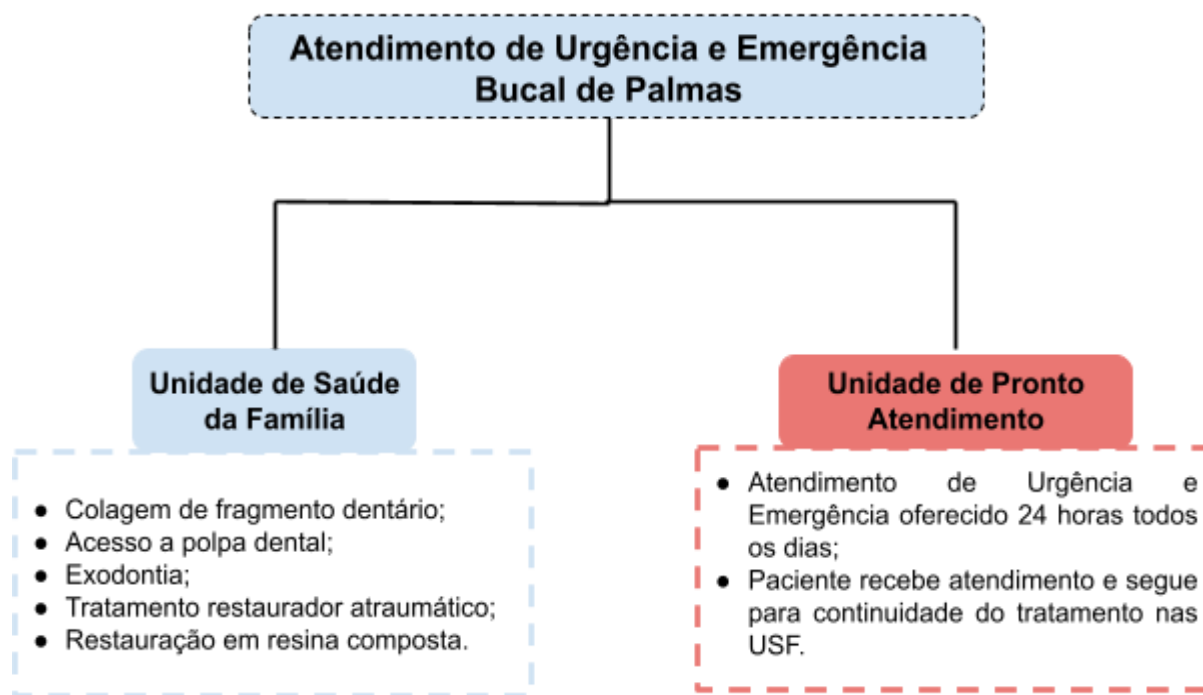 Atendimento de Urgência e Emergência
Bucal de Palmas
Unidade de Saúde
da Família
● Colagem de fragmento dentário;
● Acesso a polpa dental;
● Exodontia;
● Tratamento restaurador atraumático;
● Restauração em resina composta.
Unidade de Pronto
Atendimento
● Atendimento de Urgência e
Emergência oferecido 24 horas todos
os dias;
● Paciente recebe atendimento e segue
para continuidade do tratamento nas
USF.